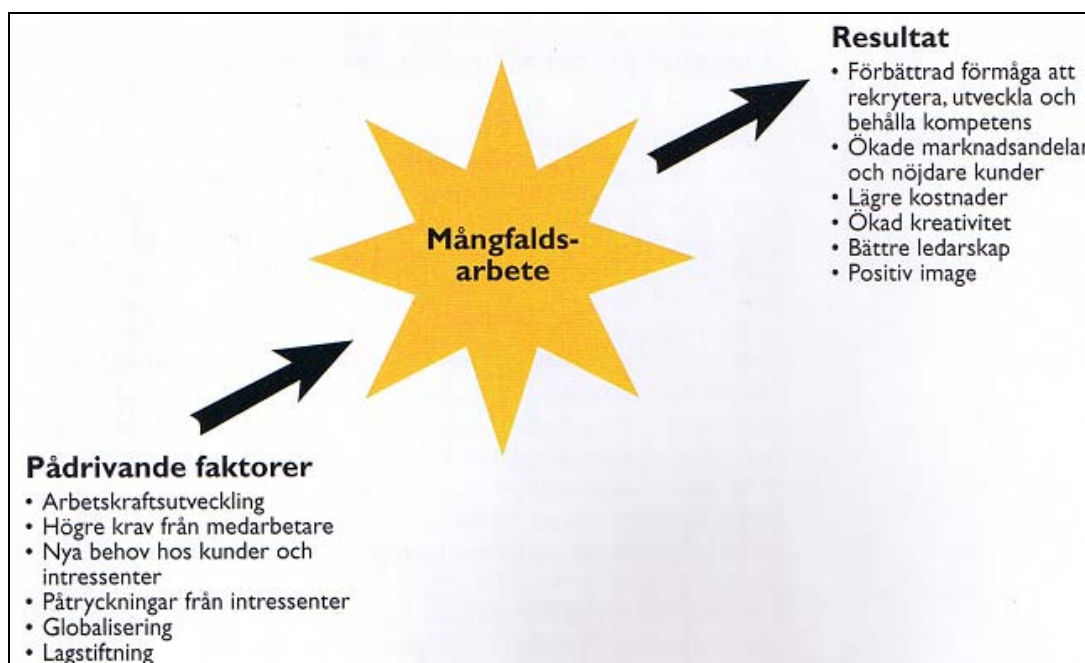 Resultat
• Förbättrad förmåga att
rekrytera, utveckla och
behålla kompetens
• Ökade marknadsandelar
och nöjdare kunder
• Lägre kostnader
• Ökad kreativitet
• Bättre ledarskap
• Positiv image
Mångfalds-
arbete
Pådrivande faktorer
• Arbetskraftsutveckling
• Högre krav från medarbetare
• Nya behov hos kunder och
intressenter
• Påtryckningar från intressenter
• Globalisering
• Lagstiftning